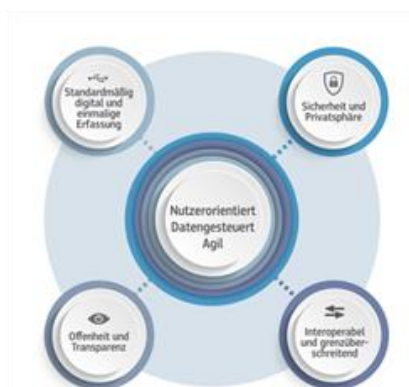 Standardmäßig
digital und
einmalige
Erfassung
Sicherheit und
Privatsphäre
Nutzerorientiert
Datengesteuert
Agil
Offenheit und
Transparenz
Interoperabel
und grenzüber-
schreitend